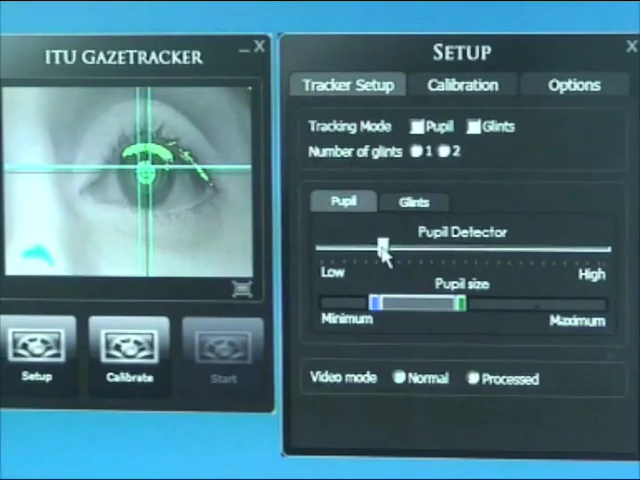 ITU GAZETRACKER
Setup
Calibrate
Start
SETUP
Tracker Setup
Calibration
Options
Tracking Mode Pupil Glints
Number of glints 1 2
Pupil
Glints
Pupil Detector
Low High
Pupil size
Minimum Maximum
Video mode Normal Processed